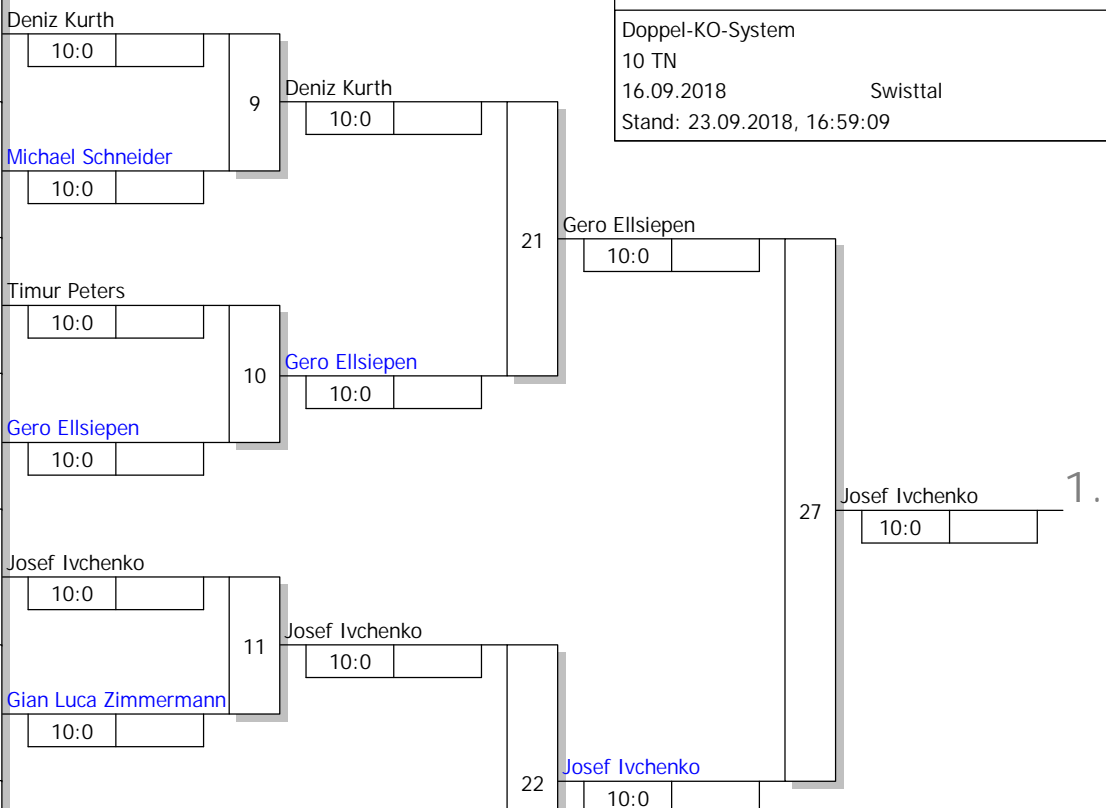 Deniz Kurth
10:0
9
Michael Schneider
10:0
Deniz Kurth
10:0
Doppel-KO-System
10 TN
16.09.2018 Swisttal
Stand: 23.09.2018, 16:59:09
21
Gero Ellsiepen
10:0
Timur Peters
10:0
10
Gero Ellsiepen
10:0
Gero Ellsiepen
10:0
27
Josef Ivchenko
1.
10:0
Josef Ivchenko
10:0
11
Josef Ivchenko
10:0
Gian Luca Zimmermann
10:0
22
Josef Ivchenko
10:0